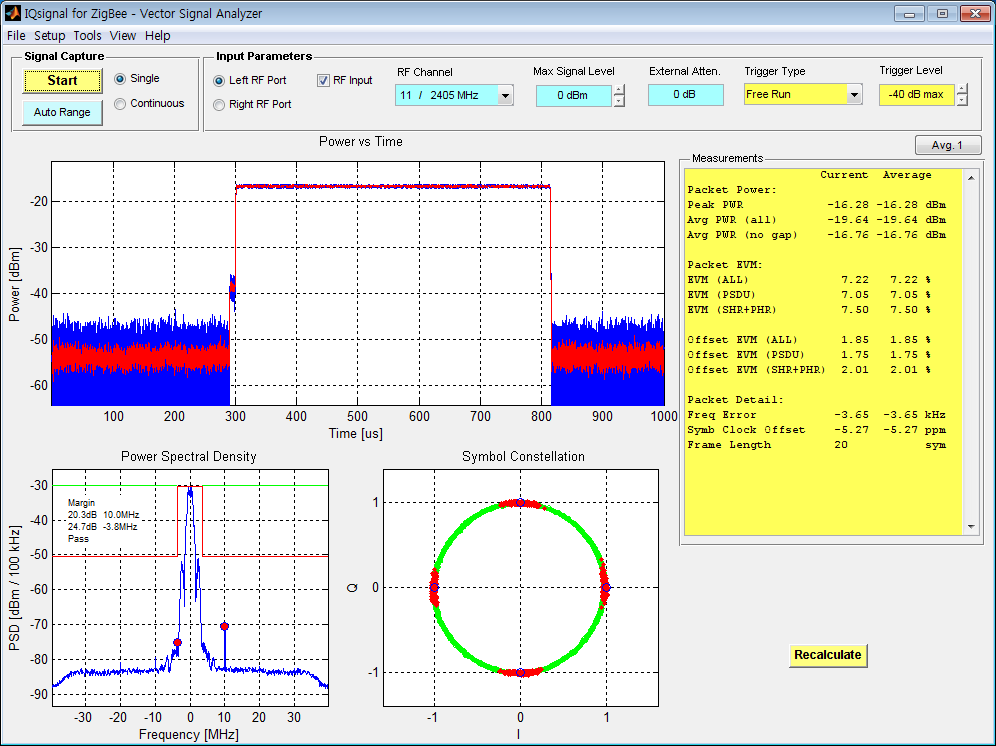 IQsignal for ZigBee - Vector Signal Analyzer
File Setup Tools View Help
Signal Capture
Start
Auto Range
Single
Continuous
Input Parameters
Left RF Port
Right RF Port
RF Input
RF Channel
11 / 2405 MHz
Max Signal Level
0 dBm
External Atten.
0 dB
Trigger Type
Free Run
Trigger Level
-40 dB max
Avg. 1
Power vs Time
Power [dBm]
-20
-30
-40
-50
-60
100 200 300 400 500 600 700 800 900 1000
Time [us]
Measurements
Current Average
Packet Power:
Peak PWR -16.28 -16.28 dBm
Avg PWR (all) -19.64 -19.64 dBm
Avg PWR (no gap) -16.76 -16.76 dBm
Packet EVM:
EVM (ALL) 7.22 7.22 %
EVM (PSDU) 7.05 7.05 %
EVM (SHR+PHR) 7.50 7.50 %
Offset EVM (ALL) 1.85 1.85 %
Offset EVM (PSDU) 1.75 1.75 %
Offset EVM (SHR+PHR) 2.01 2.01 %
Packet Detail:
Freq Error -3.65 -3.65 kHz
Symb Clock Offset -5.27 -5.27 ppm
Frame Length 20 sym
Power Spectral Density
PSD [dBm / 100 kHz]
-30
-40
-50
-60
-70
-80
-90
Margin
20.3dB 10.0MHz
24.7dB -3.8MHz
Pass
-30 -20 -10 0 10 20 30
Frequency [MHz]
Symbol Constellation
Q
1
0
-1
-1 0 1
I
Recalculate